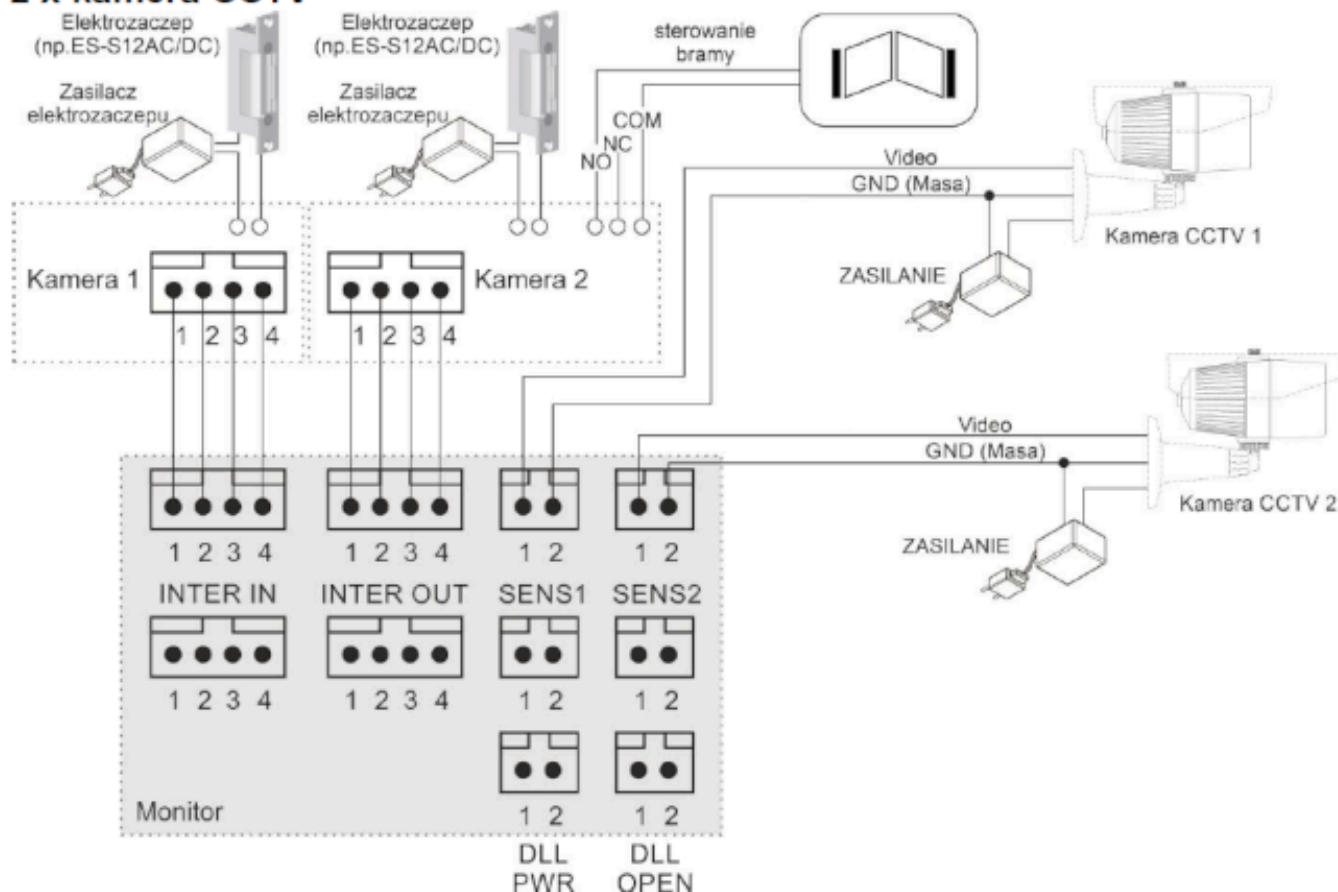 2 x kamera CCTV
Elektrozaczep
(np.ES-S12AC/DC)
Zasilacz
elektrozaczepu
Elektrozaczep
(np.ES-S12AC/DC)
Zasilacz
elektrozaczepu
sterowanie
bramy
NO
NC
COM
Video
GND (Masa)
Kamera CCTV 1
ZASILANIE
Kamera 1
1 2 3 4
Kamera 2
1 2 3 4
Video
GND (Masa)
Kamera CCTV 2
ZASILANIE
1 2 3 4
1 2 3 4
1 2
1 2
INTER IN
INTER OUT
SENS1
SENS2
1 2 3 4
1 2 3 4
1 2
1 2
Monitor
1 2
1 2
DLL
PWR
DLL
OPEN